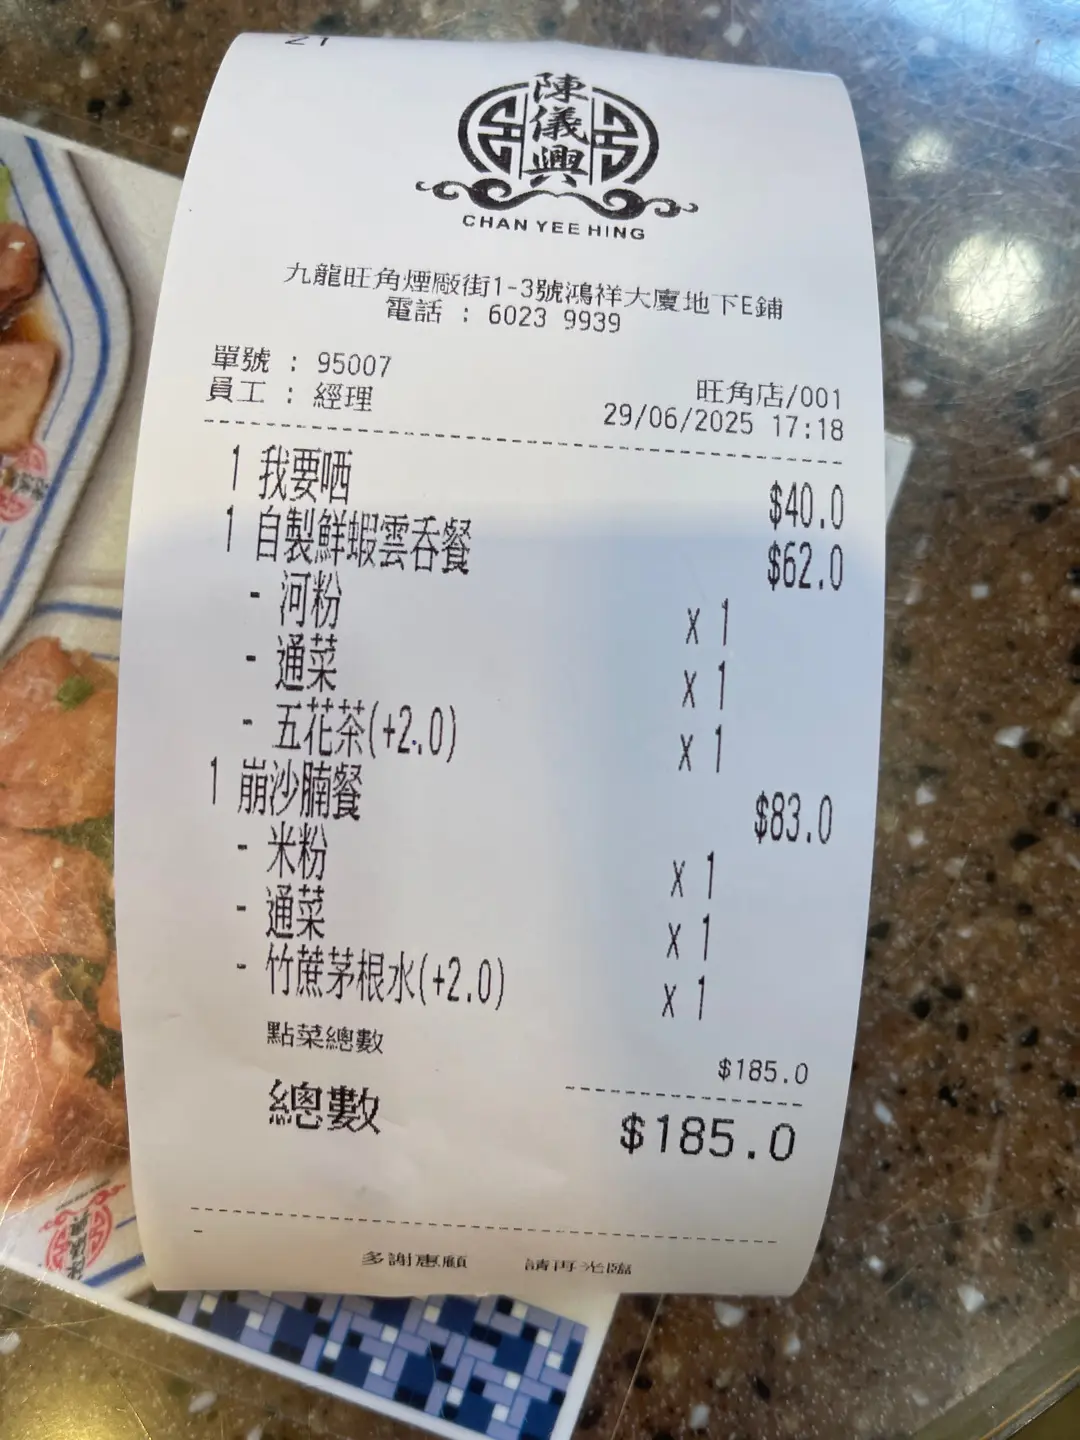 21
陳儀興
CHAN YEE HING
九龍旺角煙廠街1-3號鴻祥大廈地下E鋪
電話 : 6023 9939
單號 : 95007
員工 : 經理
旺角店/001
29/06/2025 17:18
1 我要哂 $40.0
1 自製鮮蝦雲吞餐 $62.0
- 河粉 x 1
- 通菜 x 1
- 五花茶(+2.0) x 1
1 崩沙腩餐 $83.0
- 米粉 x 1
- 通菜 x 1
- 竹蔗茅根水(+2.0) x 1
點菜總數 $185.0
總數 $185.0
多謝惠顧 請再光臨